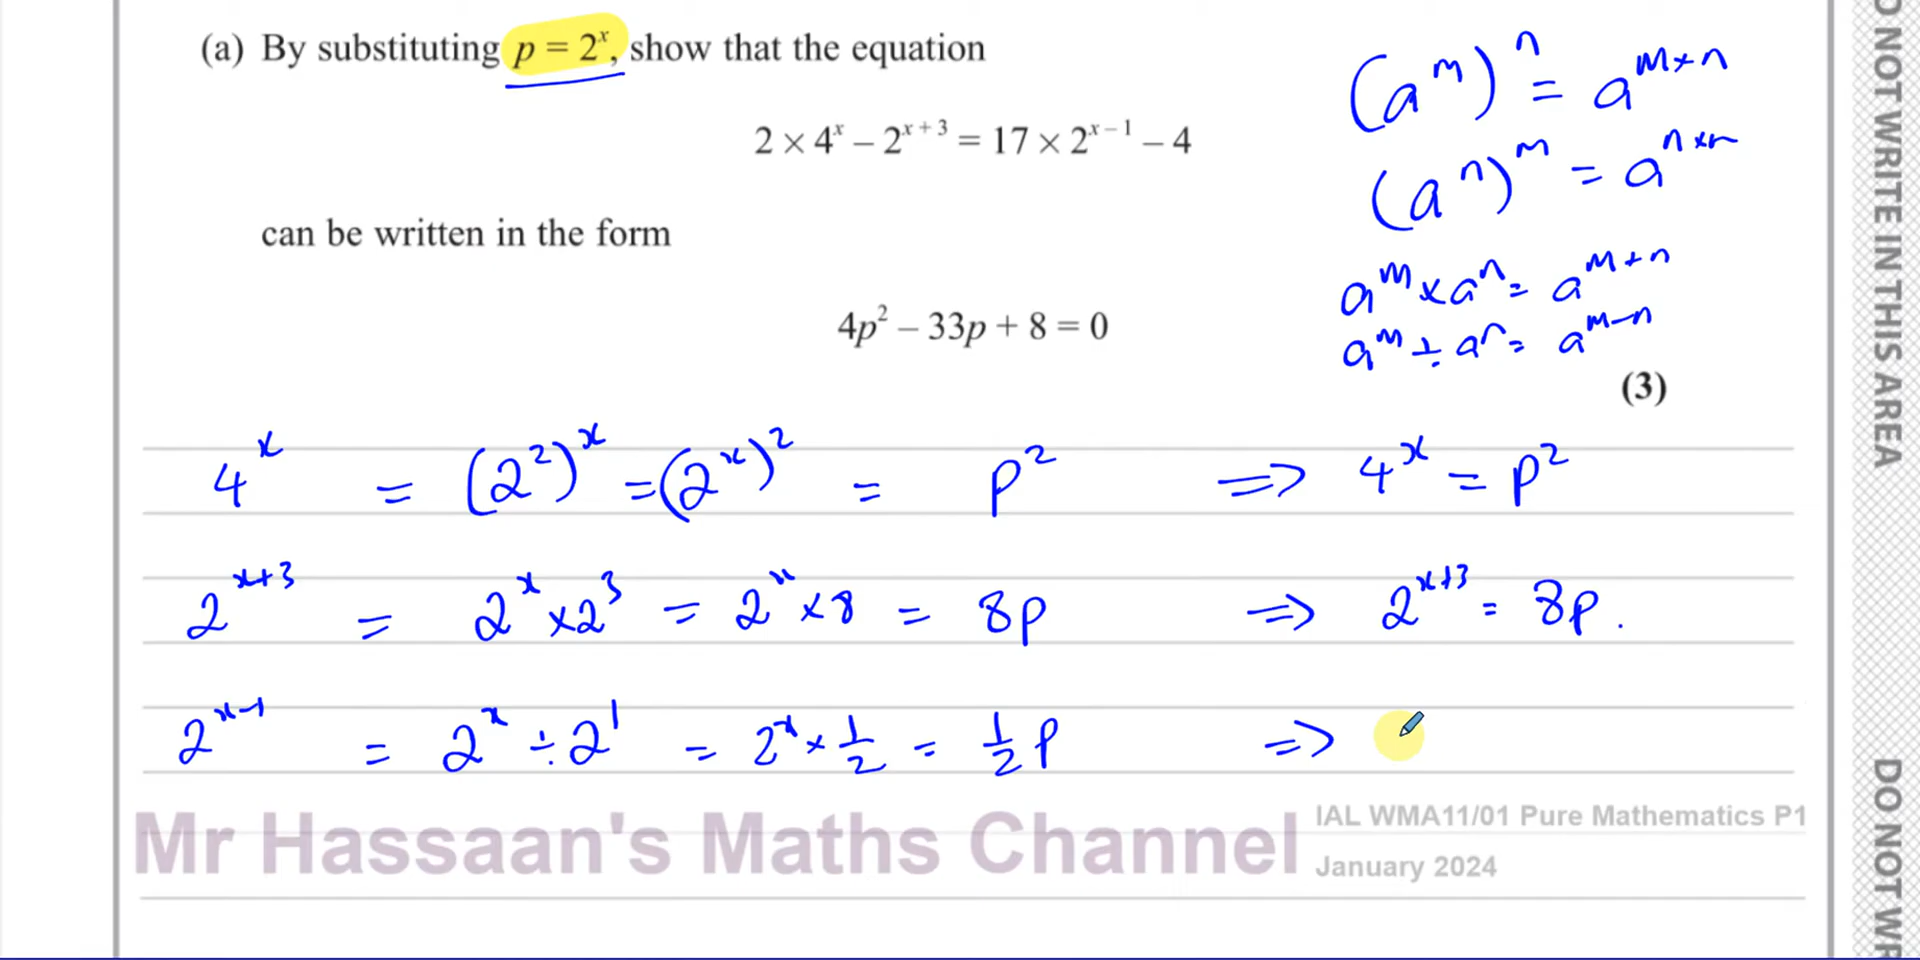 (a) By substituting p = 2^x, show that the equation
2 × 4^x – 2^(x + 3) = 17 × 2^(x – 1) – 4
can be written in the form
4p² – 33p + 8 = 0
(3)
(a^m)^n = a^(m×n)
(a^n)^m = a^(n×m)
a^m × a^n = a^(m+n)
a^m ÷ a^n = a^(m–n)
4^x = (2²)^x = (2^x)² = p² ⇒ 4^x = p²
2^(x+3) = 2^x × 2³ = 2^x × 8 = 8p ⇒ 2^(x+3) = 8p.
2^(x–1) = 2^x ÷ 2^1 = 2^x × 1/2 = 1/2 p ⇒
Mr Hassaan's Maths Channel
IAL WMA11/01 Pure Mathematics P1
January 2024
O NOT WRITE IN THIS AREA
DO NOT WR